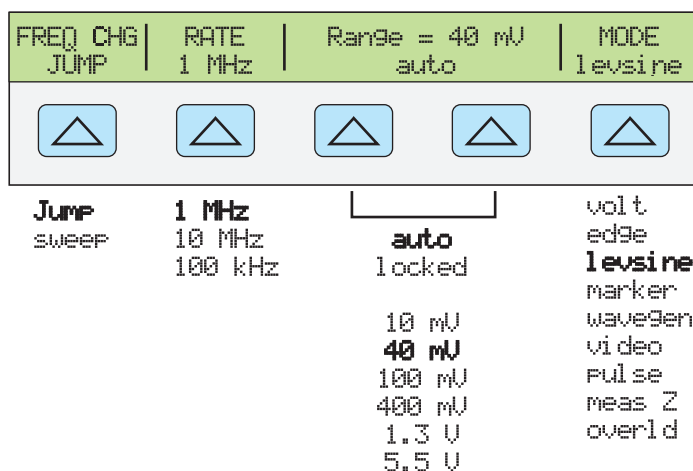 FREQ CHG RATE Range = 40 mV MODE
JUMP 1 MHz auto levsine
Jump
sweep
1 MHz
10 MHz
100 kHz
auto
locked
10 mV
40 mV
100 mV
400 mV
1.3 V
5.5 V
volt
edge
levsine
marker
wavegen
video
pulse
meas Z
overld